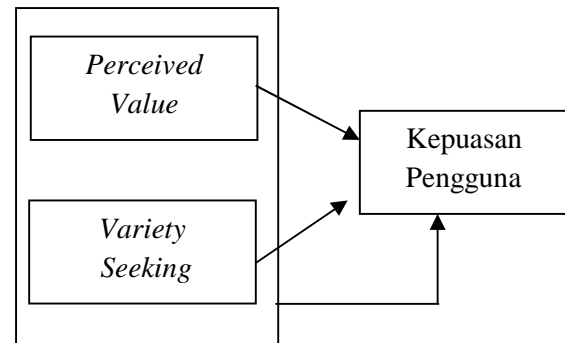 Perceived
Value
Kepuasan
Pengguna
Variety
Seeking